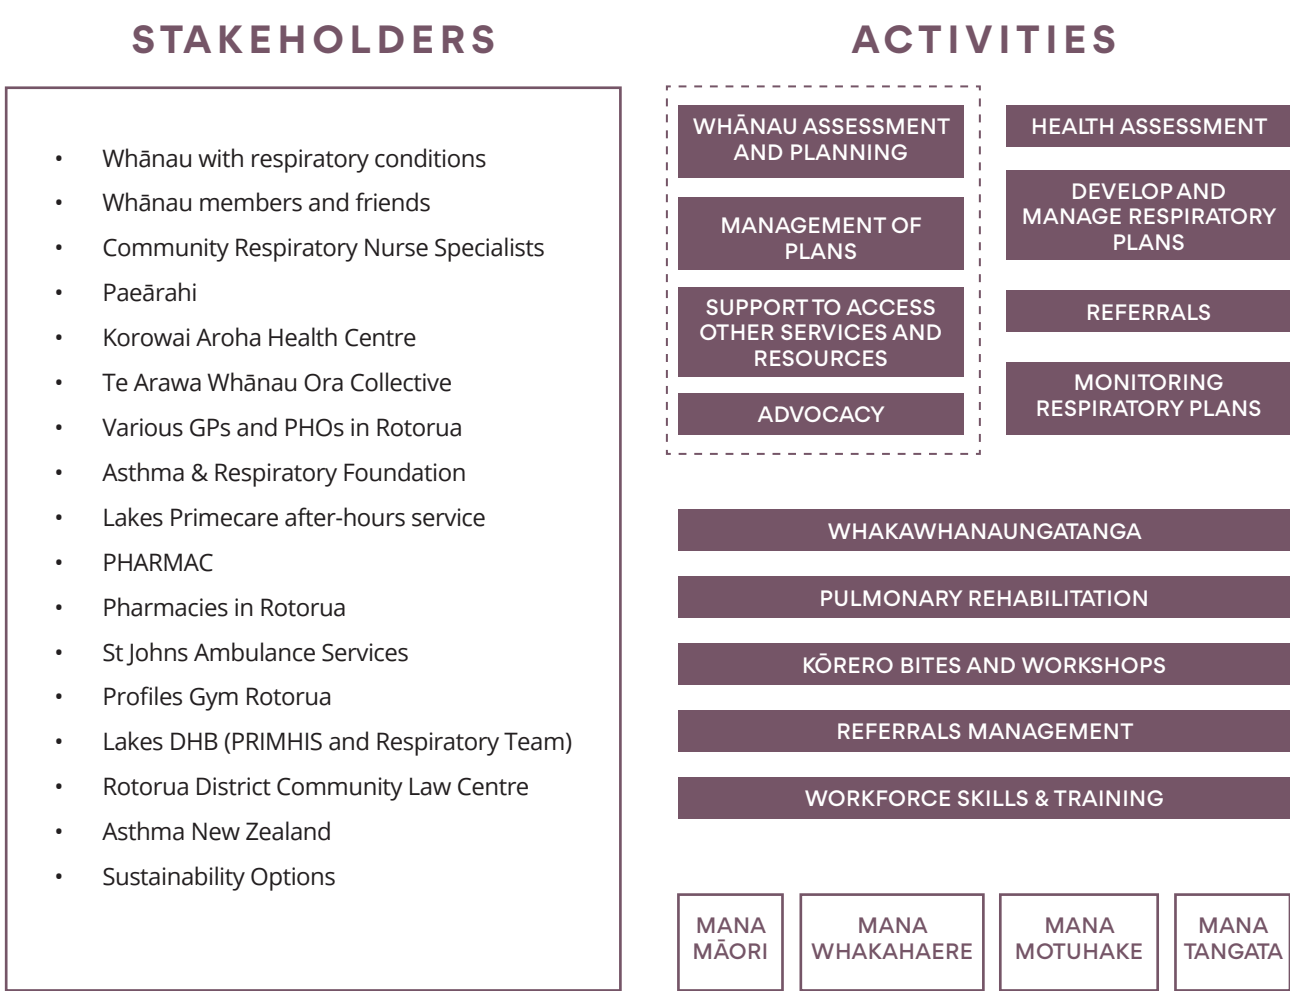 STAKEHOLDERS
• Whānau with respiratory conditions
• Whānau members and friends
• Community Respiratory Nurse Specialists
• Paeārahi
• Korowai Aroha Health Centre
• Te Arawa Whānau Ora Collective
• Various GPs and PHOs in Rotorua
• Asthma & Respiratory Foundation
• Lakes Primecare after-hours service
• PHARMAC
• Pharmacies in Rotorua
• St Johns Ambulance Services
• Profiles Gym Rotorua
• Lakes DHB (PRIMHIS and Respiratory Team)
• Rotorua District Community Law Centre
• Asthma New Zealand
• Sustainability Options
ACTIVITIES
WHĀNAU ASSESSMENT
AND PLANNING
MANAGEMENT OF
PLANS
SUPPORT TO ACCESS
OTHER SERVICES AND
RESOURCES
ADVOCACY
HEALTH ASSESSMENT
DEVELOP AND
MANAGE RESPIRATORY
PLANS
REFERRALS
MONITORING
RESPIRATORY PLANS
WHAKAWHANAUNGATANGA
PULMONARY REHABILITATION
KŌRERO BITES AND WORKSHOPS
REFERRALS MANAGEMENT
WORKFORCE SKILLS & TRAINING
MANA
MĀORI
MANA
WHAKAHAERE
MANA
MOTUHAKE
MANA
TANGATA